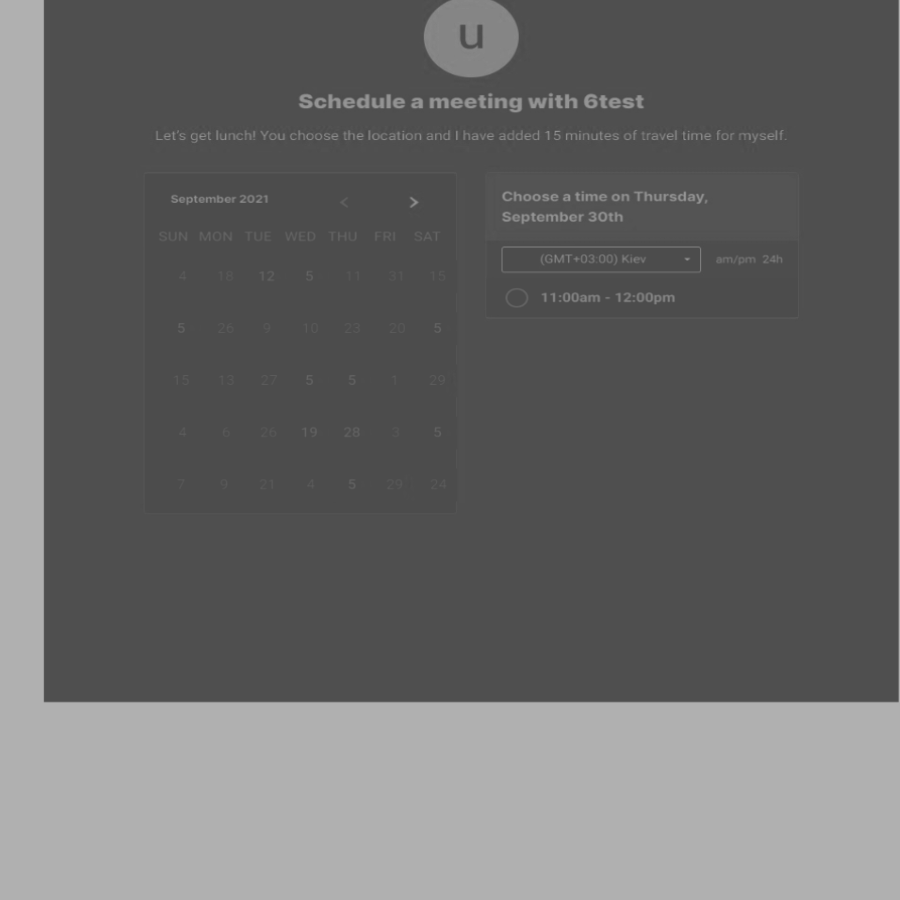 u
Schedule a meeting with 6test
Let's get lunch! You choose the location and I have added 15 minutes of travel time for myself.
September 2021 < >
SUN MON TUE WED THU FRI SAT
4 18 12 5 11 31 15
5 26 9 10 23 20 5
15 13 27 5 5 1 29
4 6 26 19 28 3 5
7 9 21 4 5 29 24
Choose a time on Thursday,
September 30th
(GMT+03:00) Kiev am/pm 24h
11:00am - 12:00pm